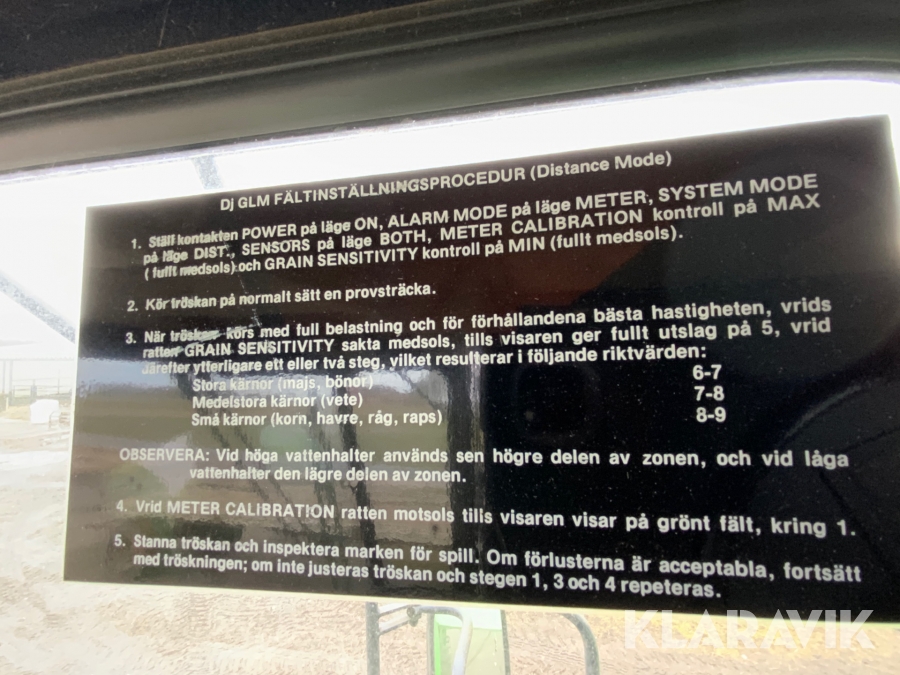 Dj GLM FÄLTINSTÄLLNINGSPROCEDUR (Distance Mode)
1. Ställ kontakten POWER på läge ON, ALARM MODE på läge METER, SYSTEM MODE
på läge DIST., SENSORS på läge BOTH, METER CALIBRATION kontroll på MAX
( fullt medsols) och GRAIN SENSITIVITY kontroll på MIN (fullt medsols).
2. Kör tröskan på normalt sätt en provsträcka.
3. När tröskan körs med full belastning och för förhållandena bästa hastigheten, vrids
ratten GRAIN SENSITIVITY sakta medsols, tills visaren ger fullt utslag på 5, vrid
därefter ytterligare ett eller två steg, vilket resulterar i följande riktvärden:
Stora kärnor (majs, bönor) 6-7
Medelstora kärnor (vete) 7-8
Små kärnor (korn, havre, råg, raps) 8-9
OBSERVERA: Vid höga vattenhalter används sen högre delen av zonen, och vid låga
vattenhalter den lägre delen av zonen.
4. Vrid METER CALIBRATION ratten motsols tills visaren visar på grönt fält, kring 1.
5. Stanna tröskan och inspektera marken för spill. Om förlusterna är acceptabla, fortsätt
med tröskningen; om inte justeras tröskan och stegen 1, 3 och 4 repeteras.
KLARAVIK